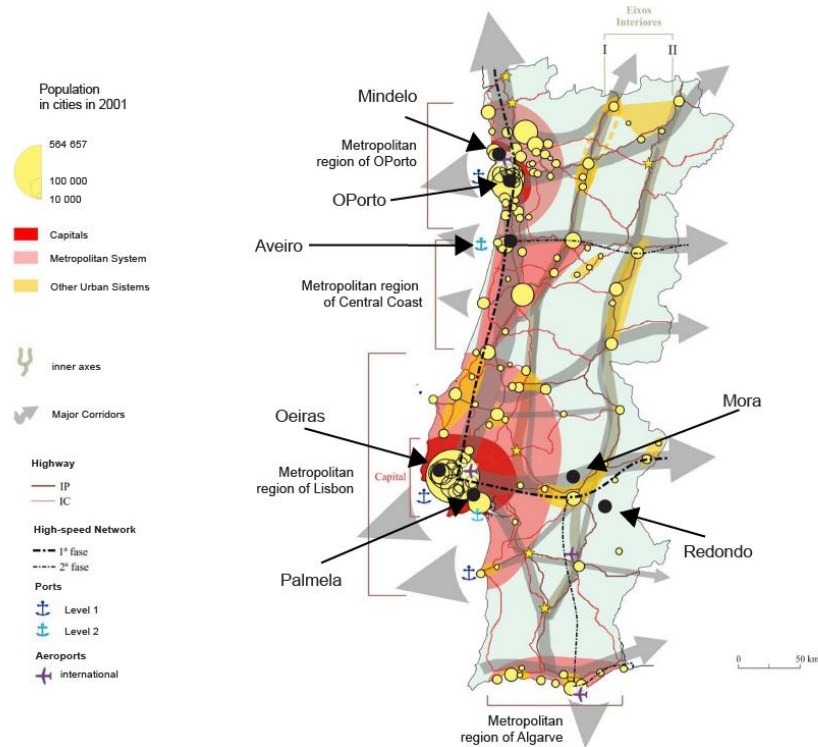 Population
in cities in 2001
564 657
100 000
10 000
Capitals
Metropolitan System
Other Urban Sistems
inner axes
Major Corridors
Highway
IP
IC
High-speed Network
1ª fase
2ª fase
Ports
Level 1
Level 2
Aeroports
international
Eixos
Interiores
I II
Mindelo
Metropolitan
region of OPorto
OPorto
Aveiro
Metropolitan region
of Central Coast
Oeiras
Metropolitan
region of Lisbon
Capital
Palmela
Mora
Redondo
Metropolitan
region of Algarve
0 50 km